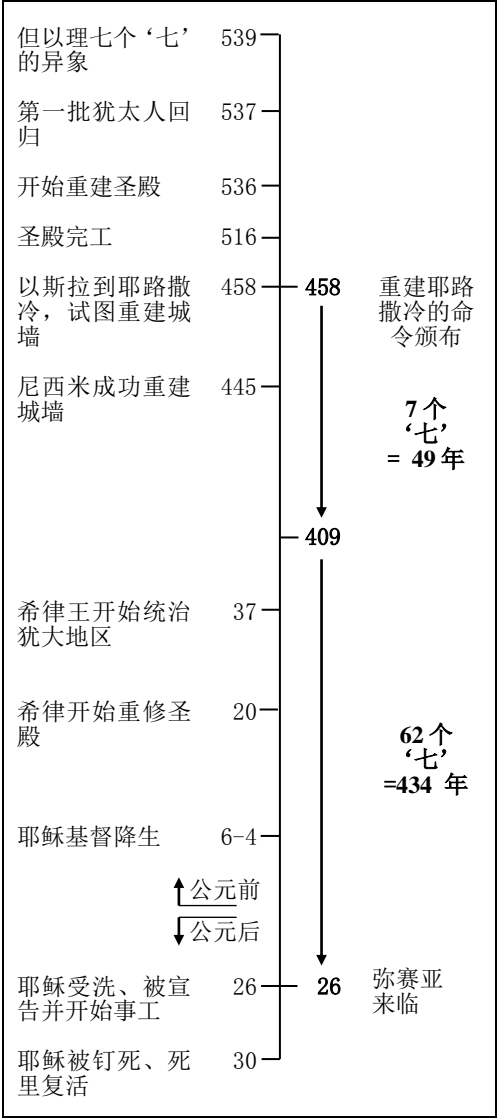 但以理七个‘七’ 539
的异象
第一批犹太人回 537
归
开始重建圣殿 536
圣殿完工 516
以斯拉到耶路撒 458 458 重建耶路
冷，试图重建城 撒冷的命
墙 令颁布
尼西米成功重建 445
城墙
7个
‘七’
= 49年
409
希律王开始统治 37
犹大地区
希律开始重修圣 20
殿
62个
‘七’
=434 年
耶稣基督降生 6-4
公元前
公元后
耶稣受洗、被宣 26 26 弥赛亚
告并开始事工 来临
耶稣被钉死、死 30
里复活